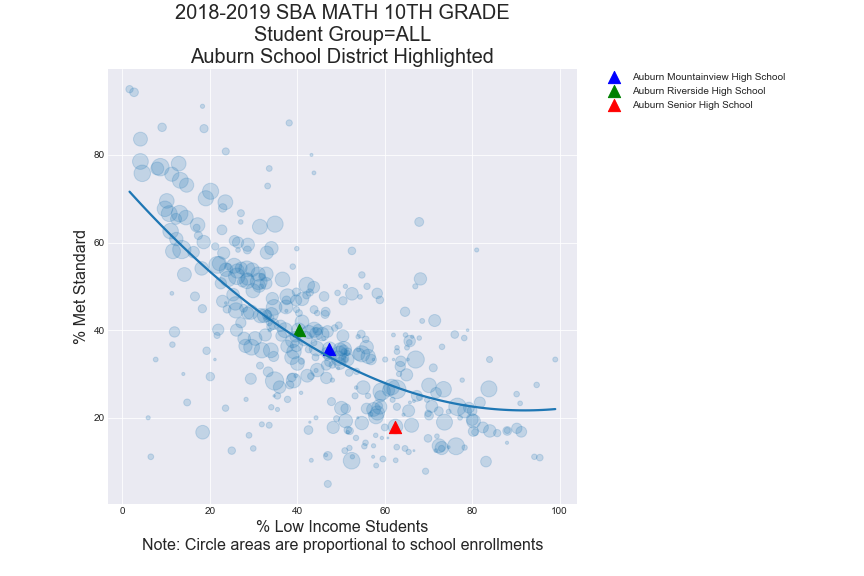 2018-2019 SBA MATH 10TH GRADE
Student Group=ALL
Auburn School District Highlighted
Auburn Mountainview High School
Auburn Riverside High School
Auburn Senior High School
% Met Standard
80
60
40
20
0 20 40 60 80 100
% Low Income Students
Note: Circle areas are proportional to school enrollments